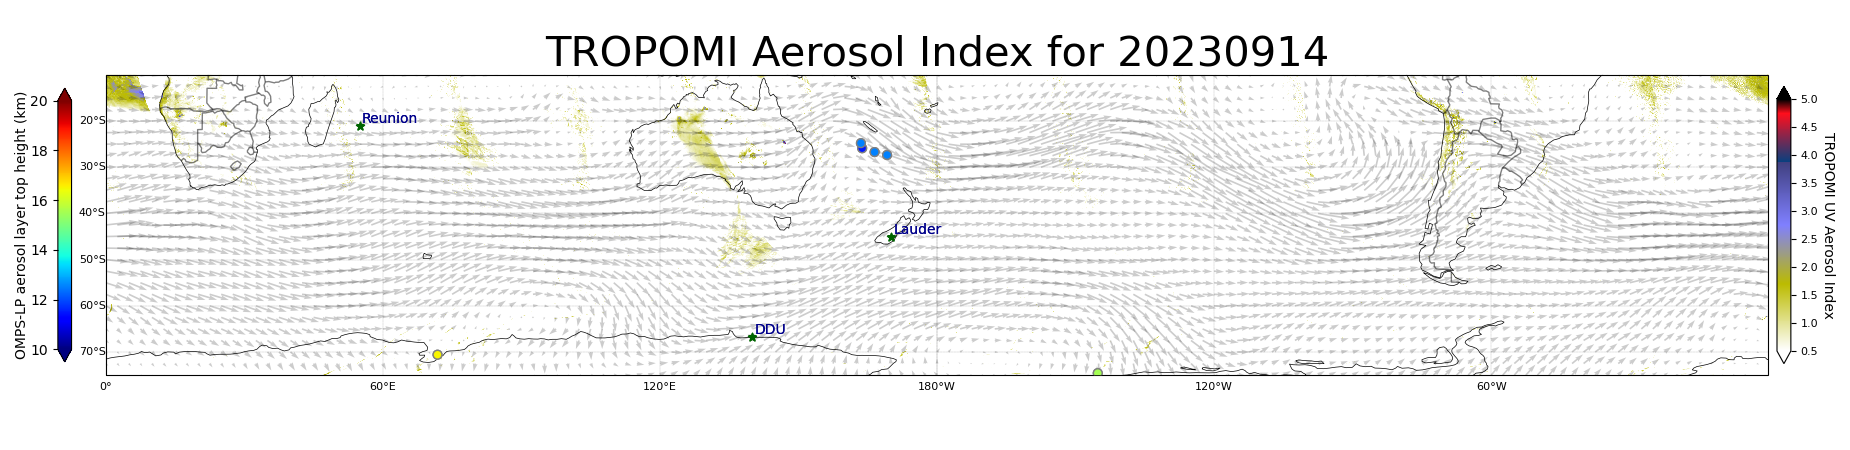 TROPOMI Aerosol Index for 20230914
OMPS-LP aerosol layer top height (km)
20
18
16
14
12
10
20°S
30°S
40°S
50°S
60°S
70°S
Reunion
Lauder
DDU
0°
60°E
120°E
180°W
120°W
60°W
5.0
4.5
4.0
3.5
3.0
2.5
2.0
1.5
1.0
0.5
TROPOMI UV Aerosol Index